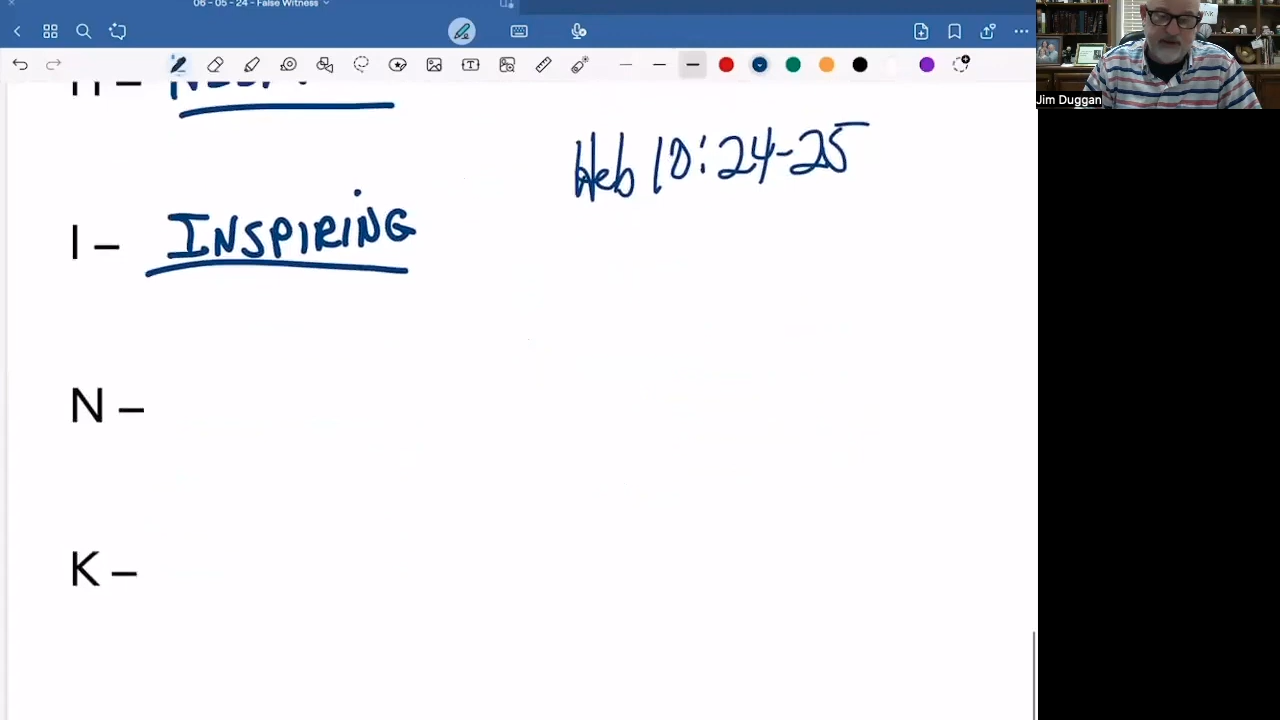 06 - 05 - 24 - False Witness
Jim Duggan
H –
Heb 10:24-25
I – INSPIRING
N –
K –